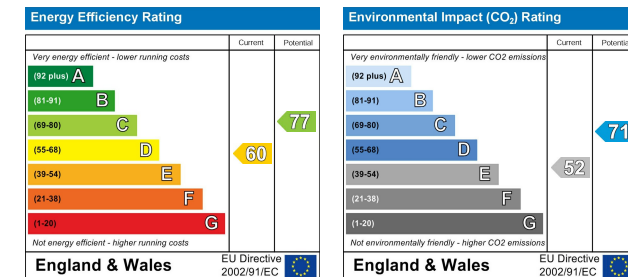 Energy Efficiency Rating
Current Potential
Very energy efficient - lower running costs
(92 plus) A
(81-91) B
(69-80) C
77
(55-68) D
60
(39-54) E
(21-38) F
(1-20) G
Not energy efficient - higher running costs
England & Wales
EU Directive
2002/91/EC
Environmental Impact (CO2) Rating
Current Potential
Very environmentally friendly - lower CO2 emissions
(92 plus) A
(81-91) B
(69-80) C
71
(55-68) D
(39-54) E
52
(21-38) F
(1-20) G
Not environmentally friendly - higher CO2 emissions
England & Wales
EU Directive
2002/91/EC